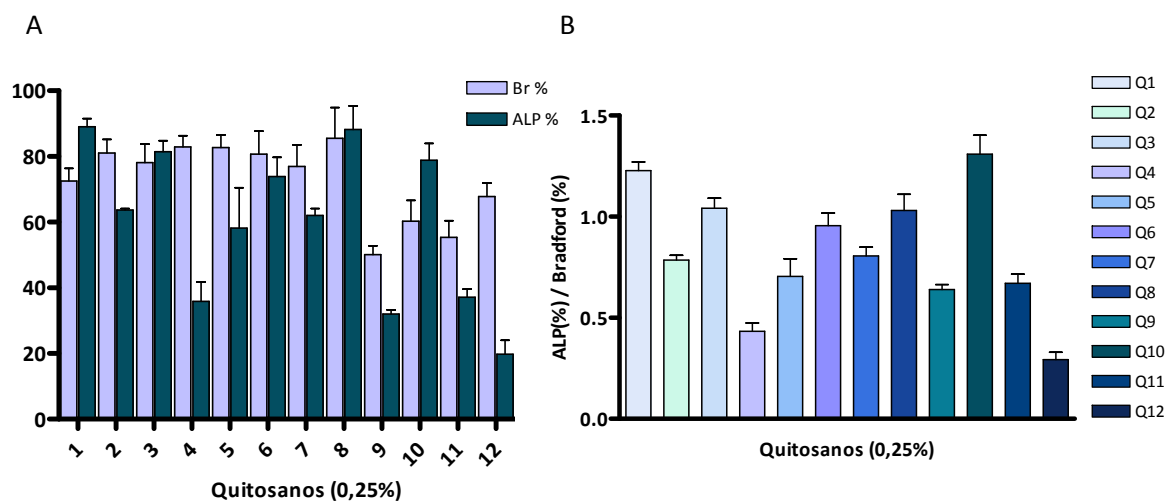 A
B
Br %
ALP %
100
80
60
40
20
0
1 2 3 4 5 6 7 8 9 10 11 12
Quitosanos (0,25%)
ALP(%) / Bradford (%)
1.5
1.0
0.5
0.0
Quitosanos (0,25%)
Q1
Q2
Q3
Q4
Q5
Q6
Q7
Q8
Q9
Q10
Q11
Q12